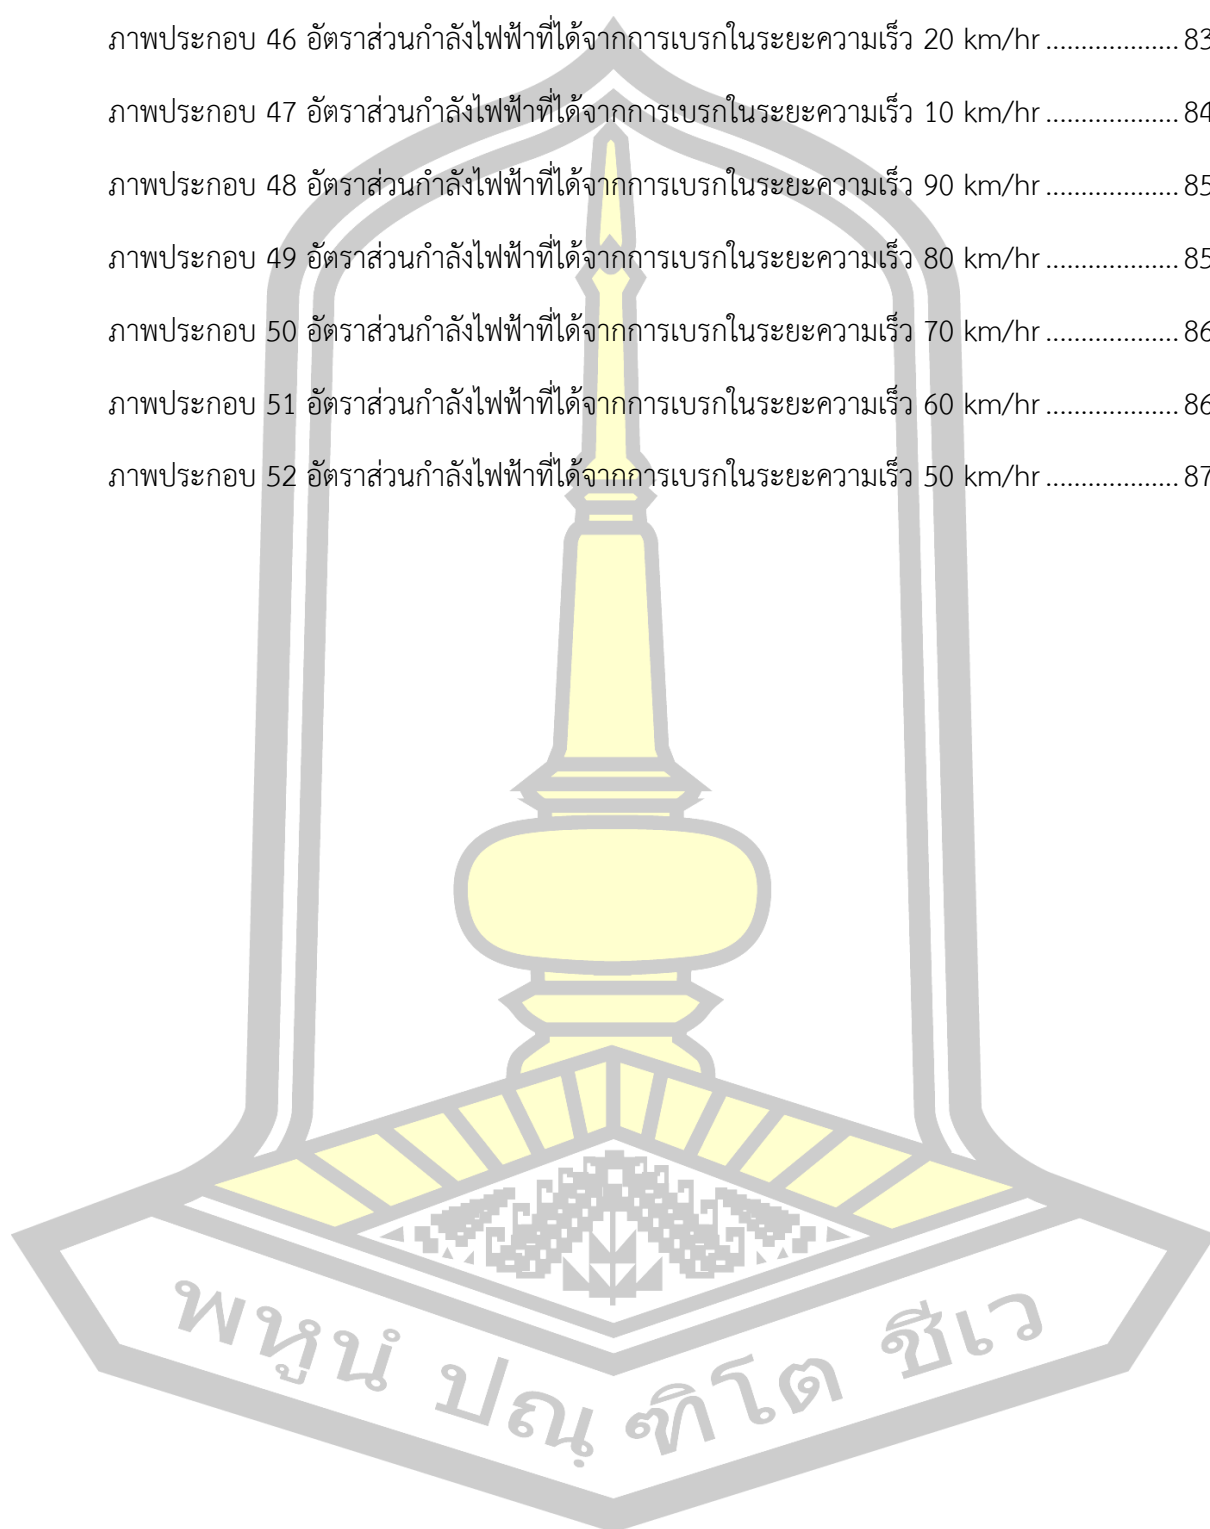 ภาพประกอบ 46 อัตราส่วนกำลังไฟฟ้าที่ได้จากการเบรกในระยะความเร็ว 20 km/hr ................... 83
ภาพประกอบ 47 อัตราส่วนกำลังไฟฟ้าที่ได้จากการเบรกในระยะความเร็ว 10 km/hr ................... 84
ภาพประกอบ 48 อัตราส่วนกำลังไฟฟ้าที่ได้จากการเบรกในระยะความเร็ว 90 km/hr ................... 85
ภาพประกอบ 49 อัตราส่วนกำลังไฟฟ้าที่ได้จากการเบรกในระยะความเร็ว 80 km/hr ................... 85
ภาพประกอบ 50 อัตราส่วนกำลังไฟฟ้าที่ได้จากการเบรกในระยะความเร็ว 70 km/hr ................... 86
ภาพประกอบ 51 อัตราส่วนกำลังไฟฟ้าที่ได้จากการเบรกในระยะความเร็ว 60 km/hr ................... 86
ภาพประกอบ 52 อัตราส่วนกำลังไฟฟ้าที่ได้จากการเบรกในระยะความเร็ว 50 km/hr ................... 87
พหูนํ ปณฺฑิโต ชีเว